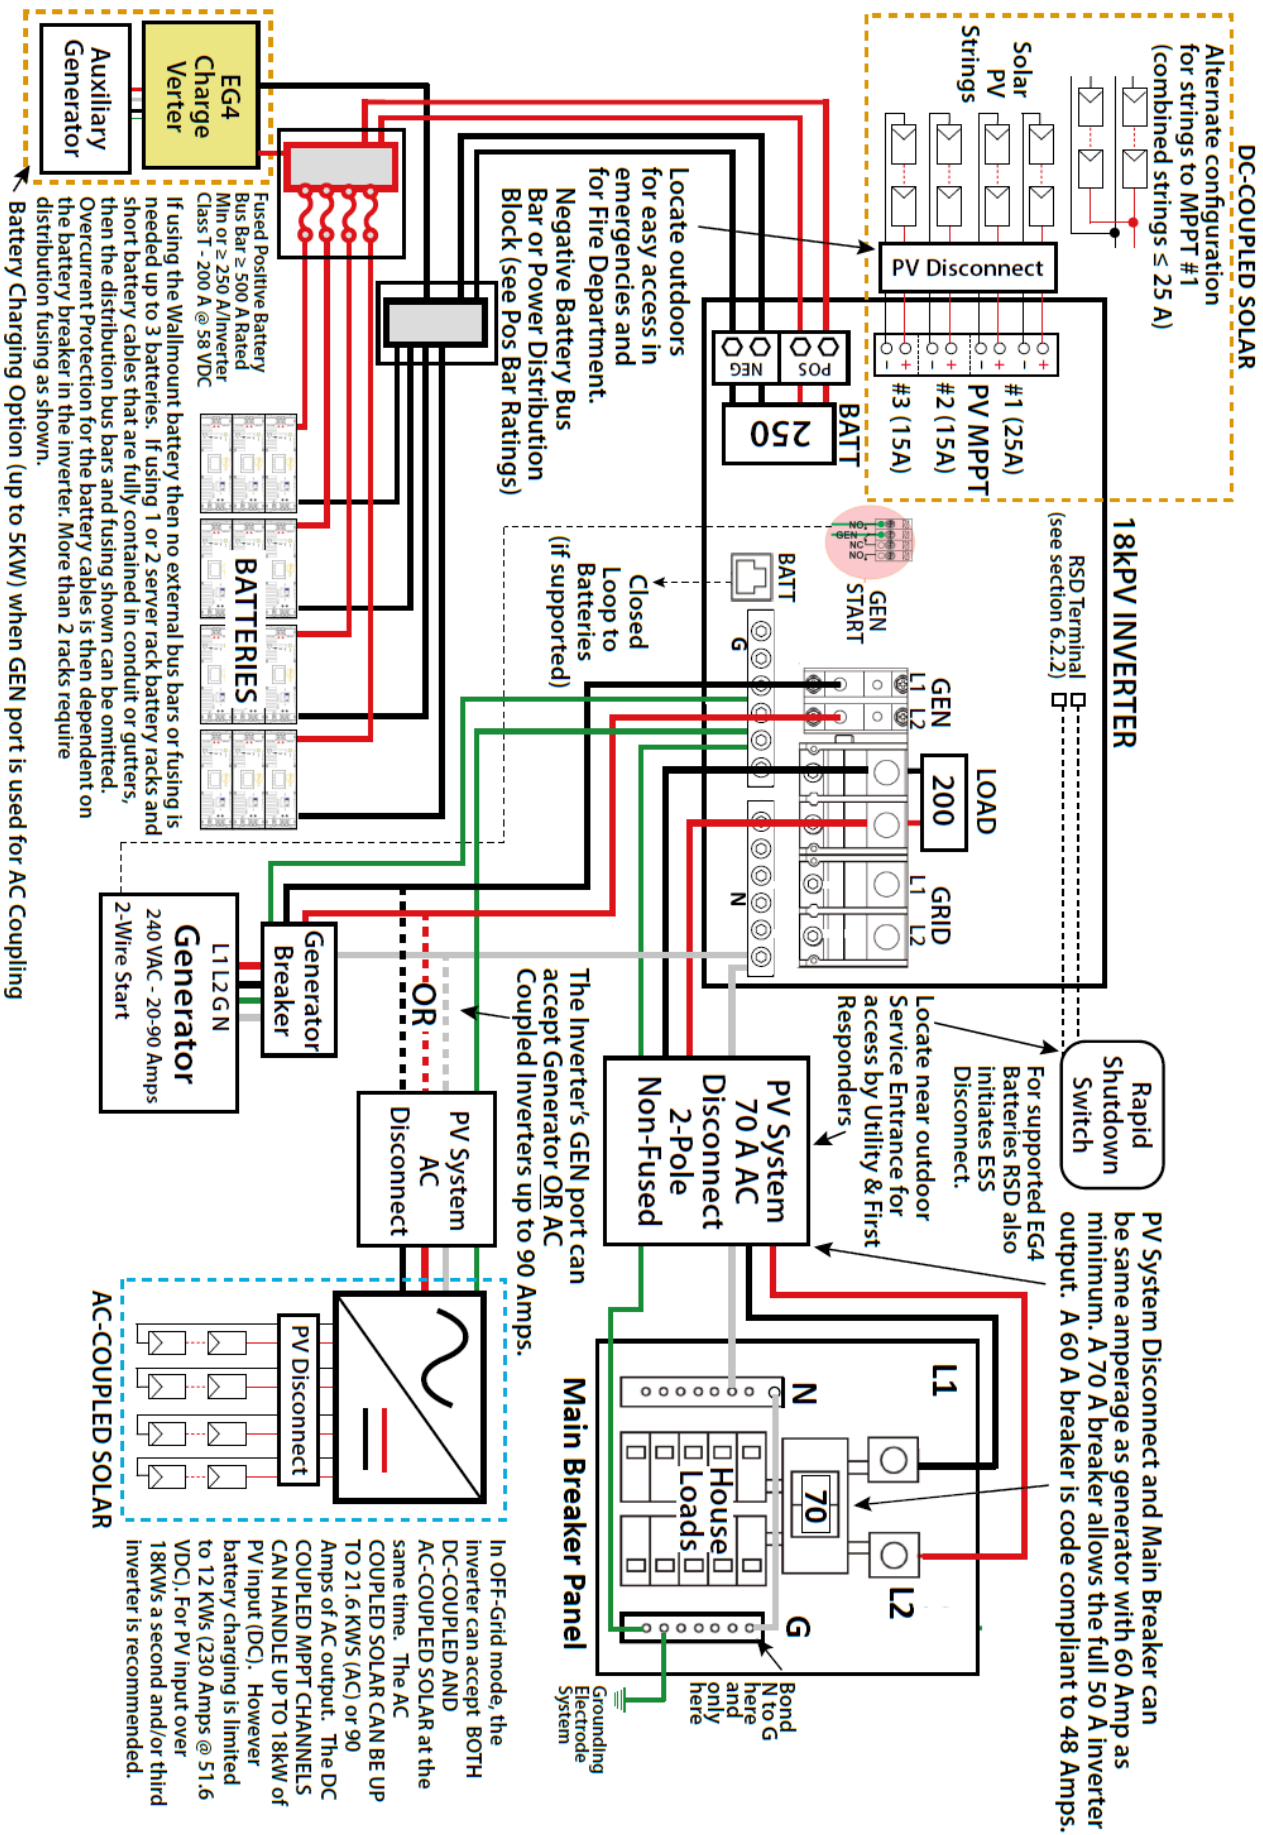 DC-COUPLED SOLAR
Alternate configuration
for strings to MPPT #1
(combined strings ≤ 25 A)
Solar
PV
Strings
PV Disconnect
+
−
+
−
+
−
+
−
#1 (25A)
PV MPPT
#2 (15A)
#3 (15A)
18kPV INVERTER
RSD Terminal
(see section 6.2.2)
Rapid
Shutdown
Switch
For supported EG4
Batteries RSD also
initiates ESS
Disconnect.
Locate near outdoor
Service Entrance for
access by Utility & First
Responders
PV System Disconnect and Main Breaker can
be same amperage as generator with 60 Amp as
minimum. A 70 A breaker allows the full 50 A inverter
output. A 60 A breaker is code compliant to 48 Amps.
BATT
250
POS
NEG
NO
GEN
NC
NO
GEN
START
BATT
G
N
GEN
L1 L2
LOAD
200
GRID
L1 L2
Closed
Loop to
Batteries
(if supported)
Locate outdoors
for easy access in
emergencies and
for Fire Department.
Negative Battery Bus
Bar or Power Distribution
Block (see Pos Bar Ratings)
PV System
70 A AC
Disconnect
2-Pole
Non-Fused
L1
L2
N
70
G
House
Loads
Main Breaker Panel
Bond
N to G
here
and
only
here
Grounding
Electrode
System
The Inverter's GEN port can
accept Generator OR AC
Coupled Inverters up to 90 Amps.
OR
PV System
AC
Disconnect
Generator
Breaker
L1 L2 G N
Generator
240 VAC - 20-90 Amps
2-Wire Start
PV Disconnect
AC-COUPLED SOLAR
In OFF-Grid mode, the
inverter can accept BOTH
DC-COUPLED AND
AC-COUPLED SOLAR at the
same time. The AC
COUPLED SOLAR CAN BE UP
TO 21.6 KWS (AC) or 90
Amps of AC output. The DC
COUPLED MPPT CHANNELS
CAN HANDLE UP TO 18kW of
PV input (DC). However
battery charging is limited
to 12 KWs (230 Amps @ 51.6
VDC). For PV input over
18KWs a second and/or third
inverter is recommended.
EG4
Charge
Verter
Auxiliary
Generator
Fused Positive Battery
Bus Bar ≥ 500 A Rated
Min or ≥ 250 A/Inverter
Class T - 200 A @ 58 VDC
BATTERIES
If using the Wallmount battery then no external bus bars or fusing is
needed up to 3 batteries. If using 1 or 2 server rack battery racks and
short battery cables that are fully contained in conduit or gutters,
then the distribution bus bars and fusing shown can be omitted.
Overcurrent Protection for the battery cables is then dependent on
the battery breaker in the inverter. More than 2 racks require
distribution fusing as shown.
Battery Charging Option (up to 5KW) when GEN port is used for AC Coupling